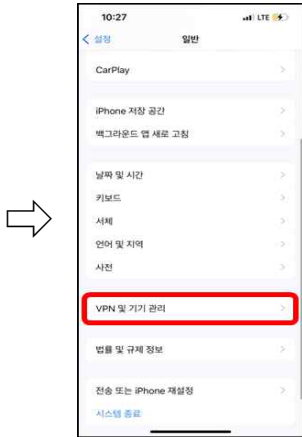 10:27
LTE
설정
일반
CarPlay
iPhone 저장 공간
백그라운드 앱 새로 고침
날짜 및 시간
키보드
서체
언어 및 지역
사전
VPN 및 기기 관리
법률 및 규제 정보
전송 또는 iPhone 재설정
시스템 종료